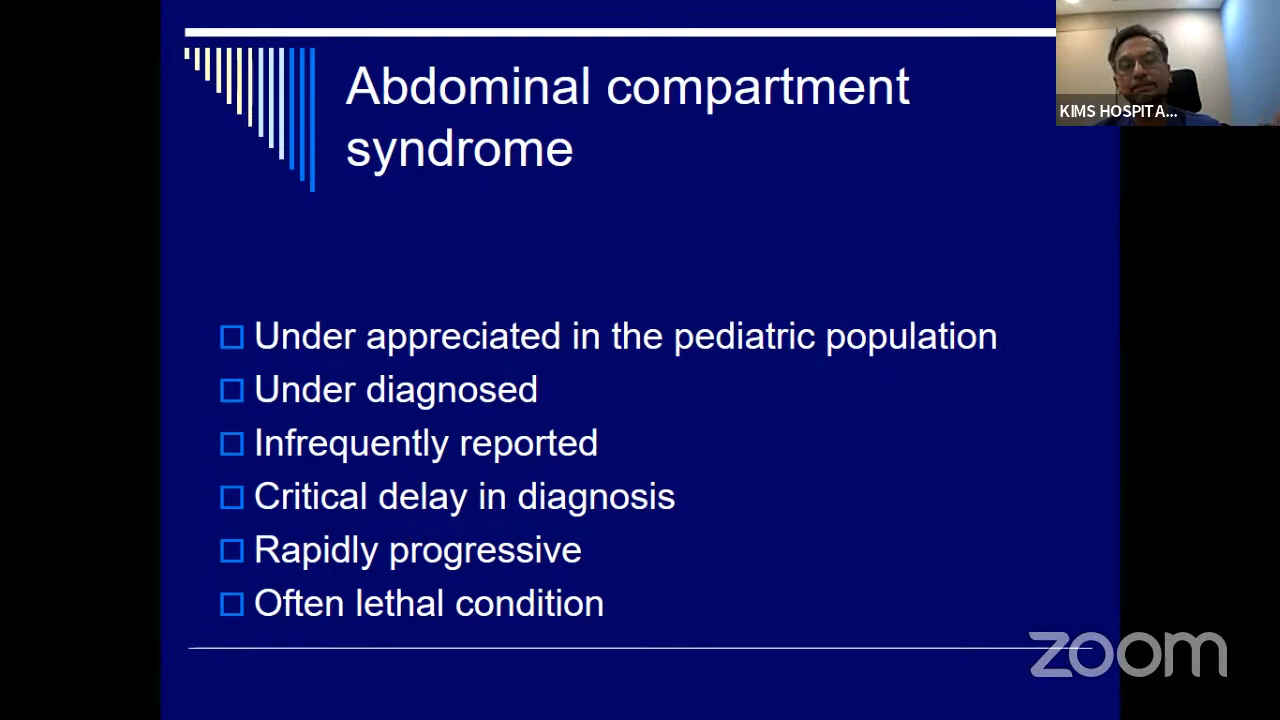 Abdominal compartment
syndrome
KIMS HOSPITA...
Under appreciated in the pediatric population
Under diagnosed
Infrequently reported
Critical delay in diagnosis
Rapidly progressive
Often lethal condition
zoom